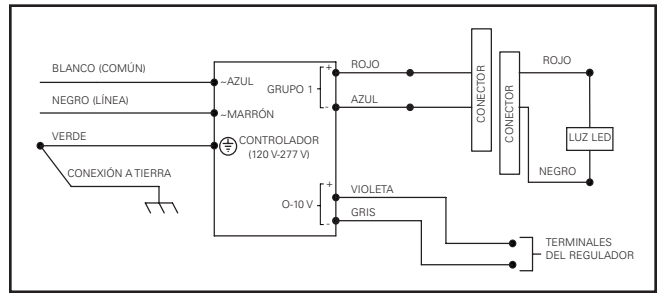 BLANCO (COMÚN)
NEGRO (LÍNEA)
VERDE
CONEXIÓN A TIERRA
~AZUL
~MARRÓN
CONTROLADOR
(120 V-277 V)
GRUPO 1
+
-
O-10 V
+
-
ROJO
AZUL
VIOLETA
GRIS
CONECTOR
CONECTOR
ROJO
LUZ LED
NEGRO
TERMINALES
DEL REGULADOR